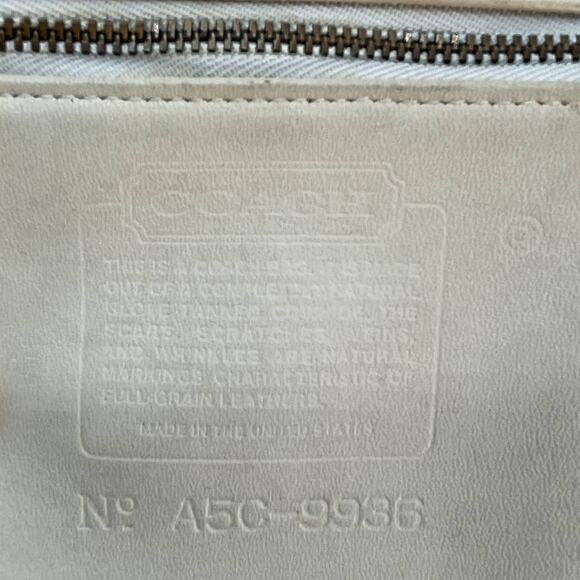 COACH
®
THIS IS A COACH BAG. IT IS MADE
OUT OF A COMPLETELY NATURAL
GLOVE TANNED COWHIDE. THE
SCARS, SCRATCHES, VEINS,
AND WRINKLES ARE NATURAL
MARKINGS CHARACTERISTIC OF
FULL-GRAIN LEATHERS.
MADE IN THE UNITED STATES
Nº A5C-9936